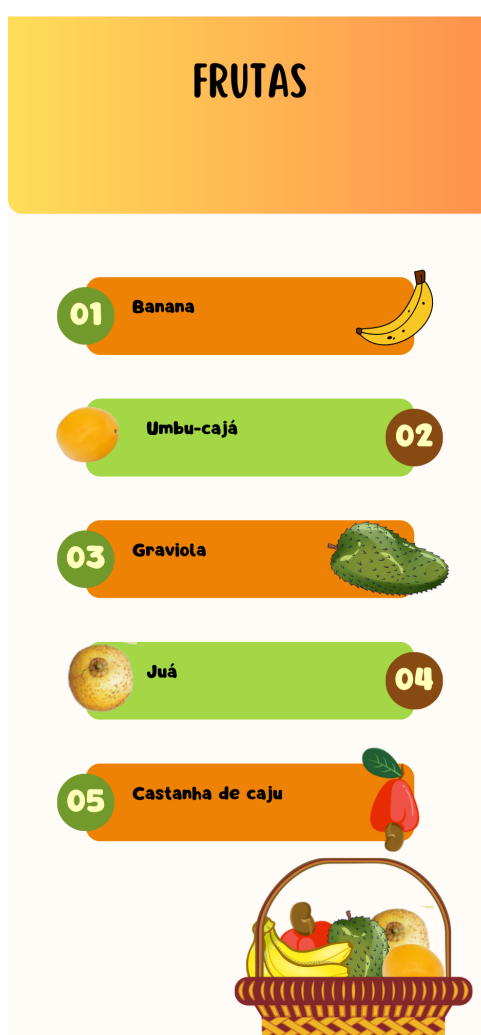 FRUTAS
01 Banana
Umbu-cajá 02
03 Graviola
Juá 04
05 Castanha de caju